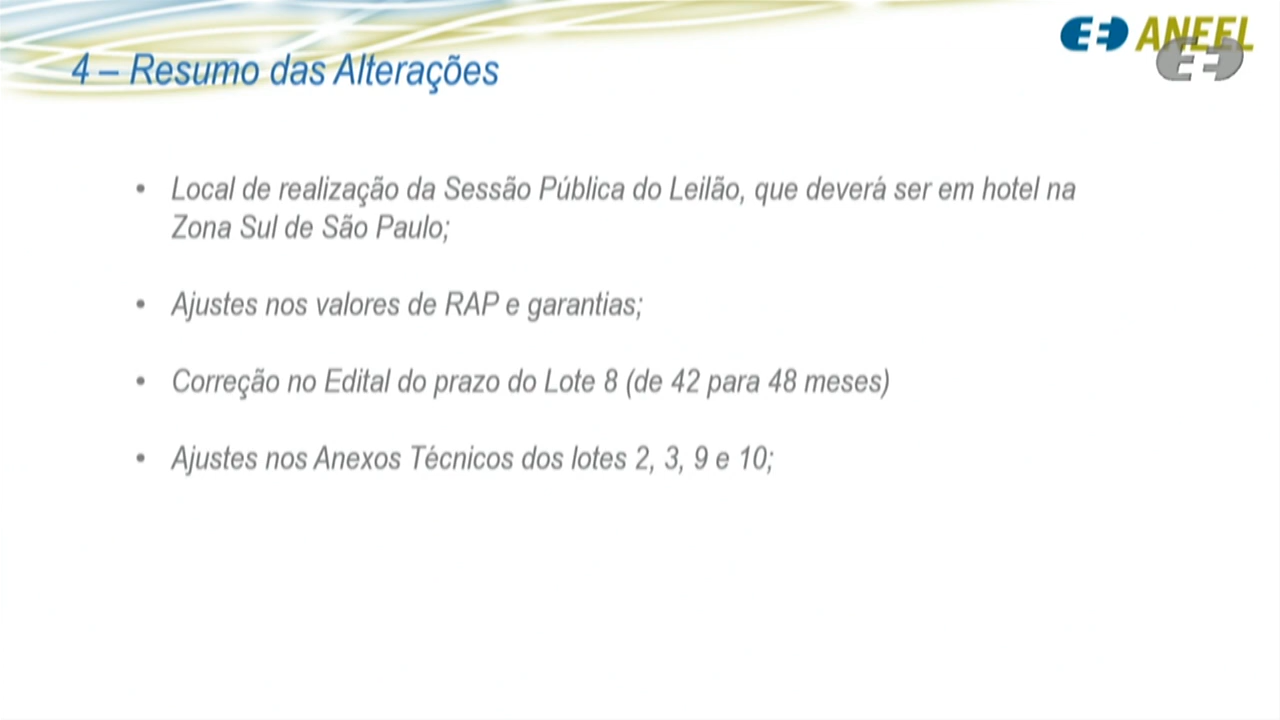 ANEEL
4 – Resumo das Alterações
• Local de realização da Sessão Pública do Leilão, que deverá ser em hotel na
Zona Sul de São Paulo;
• Ajustes nos valores de RAP e garantias;
• Correção no Edital do prazo do Lote 8 (de 42 para 48 meses)
• Ajustes nos Anexos Técnicos dos lotes 2, 3, 9 e 10;